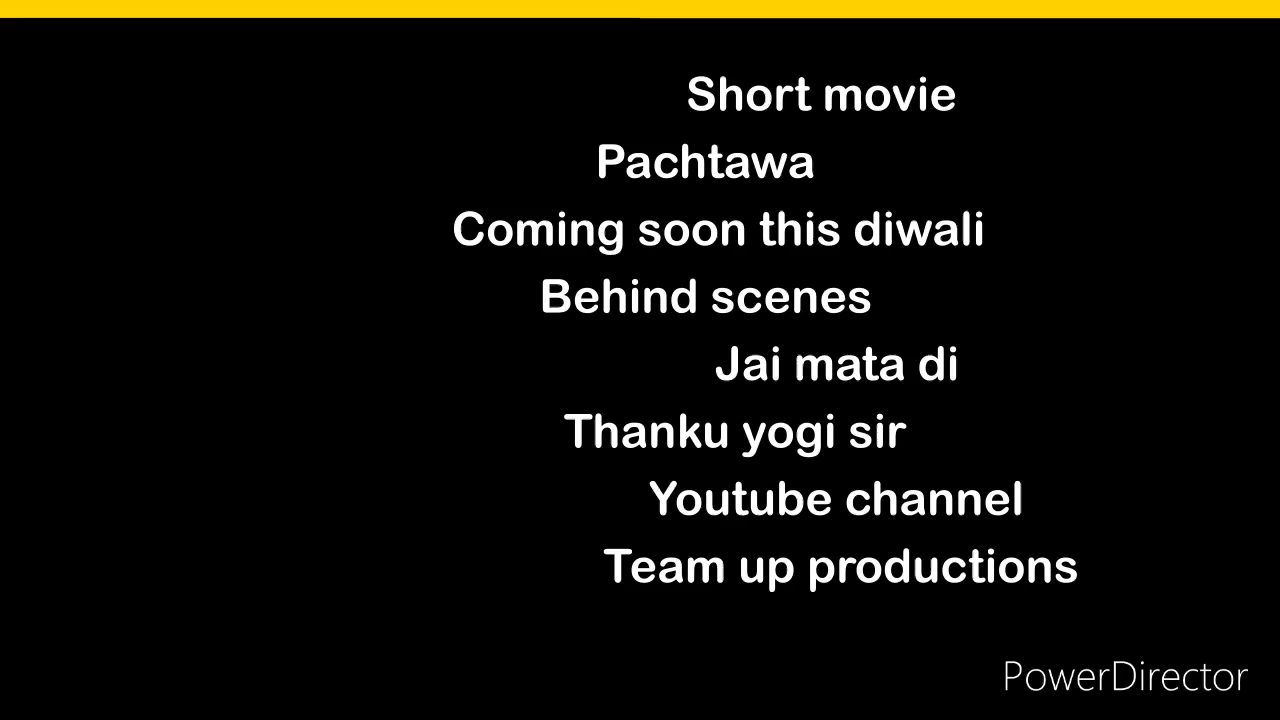 Short movie
Pachtawa
Coming soon this diwali
Behind scenes
Jai mata di
Thanku yogi sir
Youtube channel
Team up productions
PowerDirector